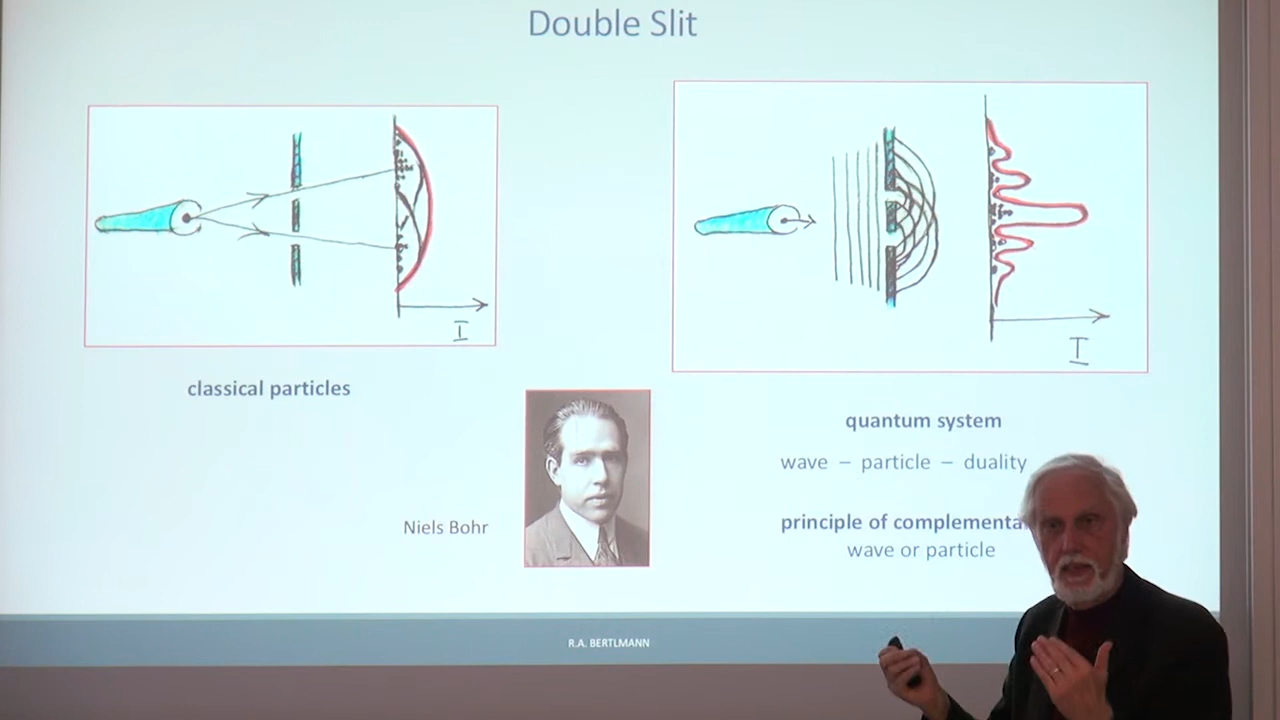 Double Slit
I
I
classical particles
quantum system
wave – particle – duality
Niels Bohr
principle of complementa
wave or particle
R.A. BERTLMANN